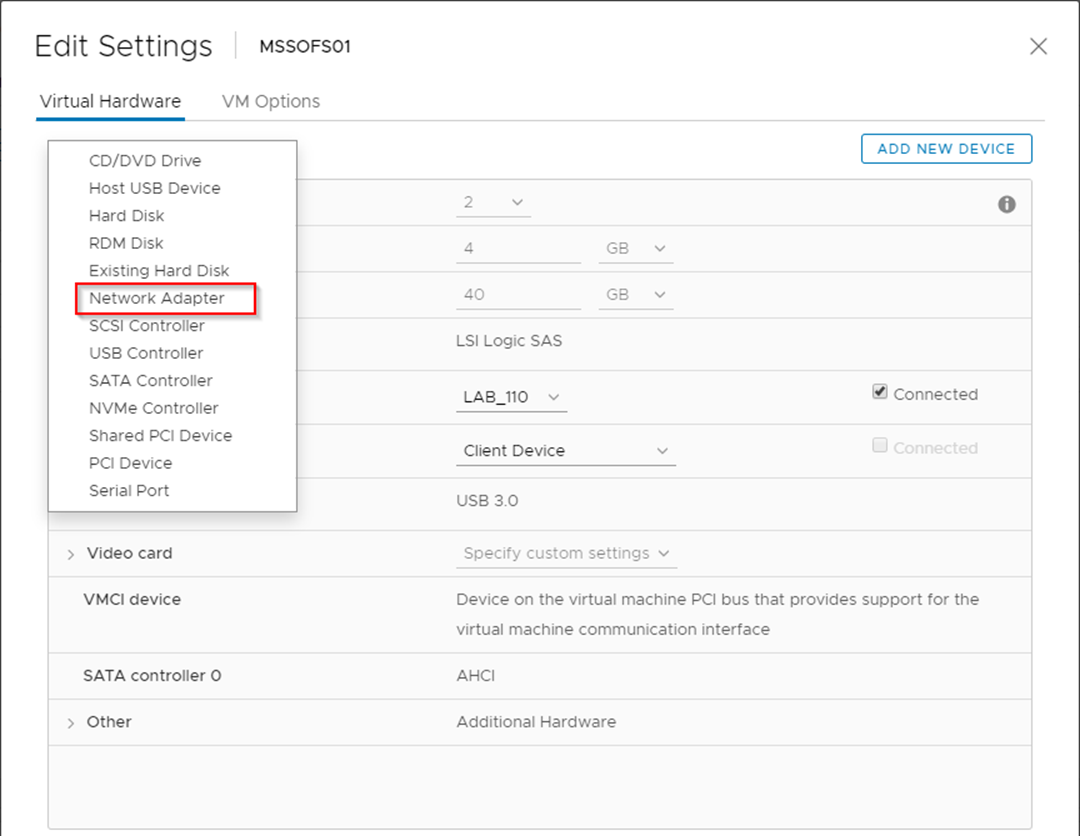 Edit Settings MSSOFS01
Virtual Hardware VM Options
ADD NEW DEVICE
CD/DVD Drive
Host USB Device
Hard Disk
RDM Disk
Existing Hard Disk
Network Adapter
SCSI Controller
USB Controller
SATA Controller
NVMe Controller
Shared PCI Device
PCI Device
Serial Port
2
4 GB
40 GB
LSI Logic SAS
LAB_110 Connected
Client Device Connected
USB 3.0
Video card Specify custom settings
VMCI device Device on the virtual machine PCI bus that provides support for the
virtual machine communication interface
SATA controller 0 AHCI
Other Additional Hardware